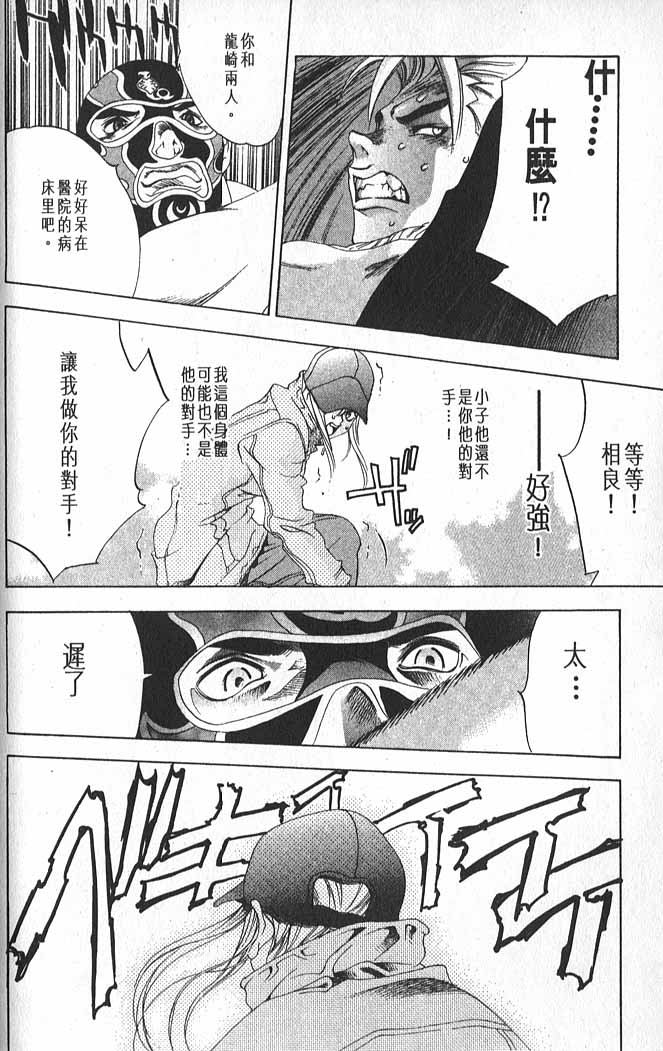 什……
什麼!?
你和
龍崎兩人。
好好呆在
醫院的病
床里吧。
等等！
相良！
——好強！
小子他還不
是你他的對
手…！
我這個身體
可能也不是
他的對手…
讓我做你的對手！
太…
遲了